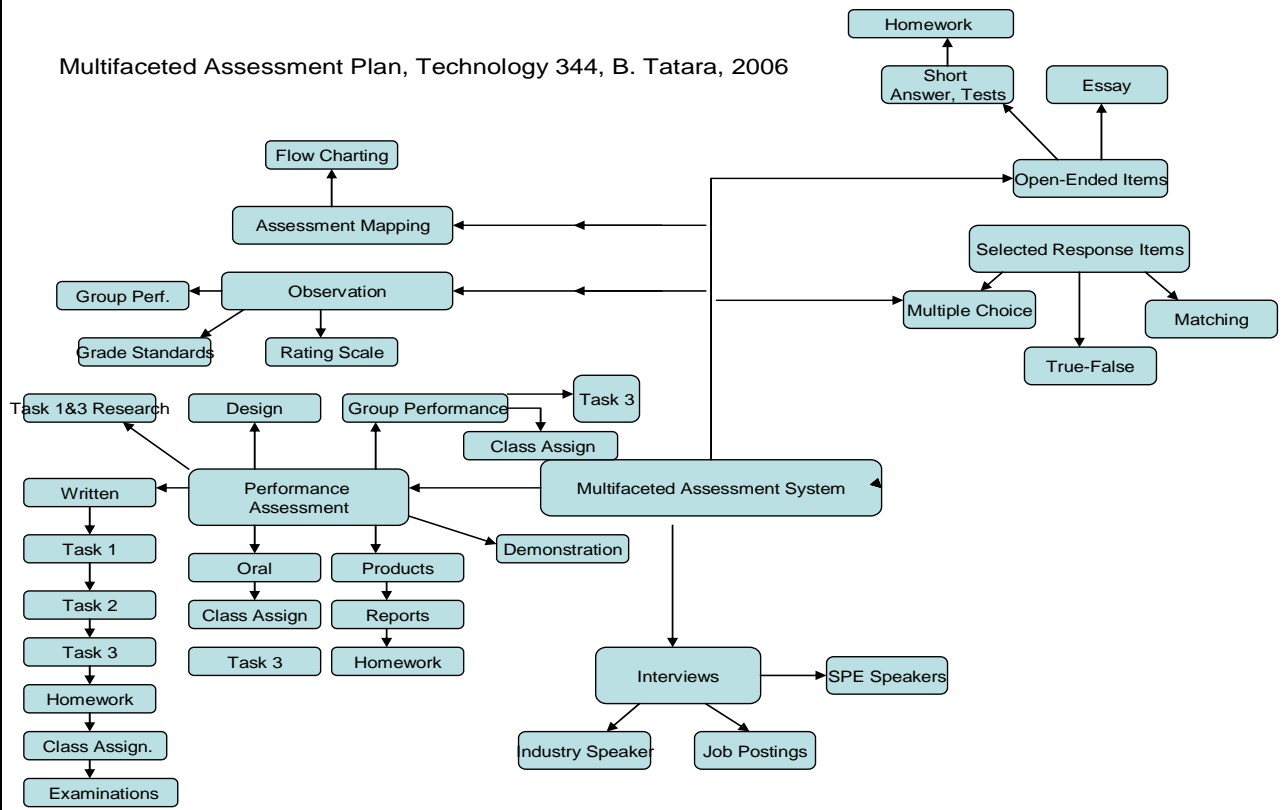 Multifaceted Assessment Plan, Technology 344, B. Tatara, 2006
Homework
Short
Answer, Tests
Essay
Open-Ended Items
Flow Charting
Assessment Mapping
Selected Response Items
Multiple Choice
Matching
True-False
Group Perf.
Observation
Grade Standards
Rating Scale
Task 1&3 Research
Design
Group Performance
Task 3
Class Assign
Written
Performance
Assessment
Multifaceted Assessment System
Task 1
Oral
Products
Demonstration
Task 2
Class Assign
Reports
Task 3
Task 3
Homework
Homework
Class Assign.
Examinations
Interviews
SPE Speakers
Industry Speaker
Job Postings